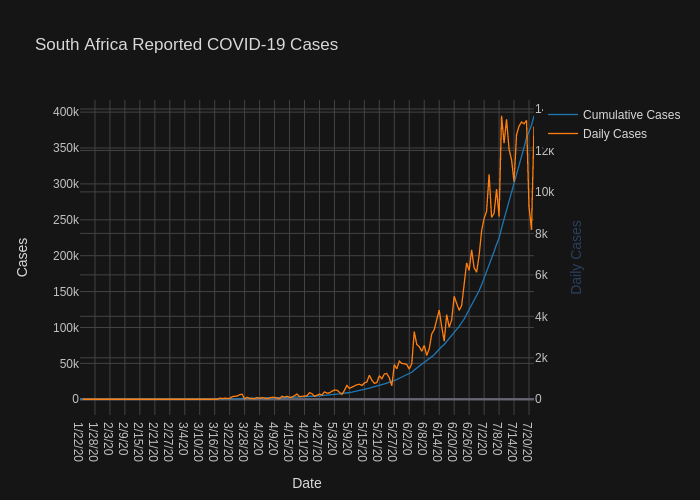 South Africa Reported COVID-19 Cases
Cumulative Cases
Daily Cases
400k
350k
300k
250k
200k
150k
100k
50k
0
12k
10k
8k
6k
4k
2k
0
Cases
Daily Cases
1/22/20
1/28/20
2/3/20
2/9/20
2/15/20
2/21/20
2/27/20
3/4/20
3/10/20
3/16/20
3/22/20
3/28/20
4/3/20
4/9/20
4/15/20
4/21/20
4/27/20
5/3/20
5/9/20
5/15/20
5/21/20
5/27/20
6/2/20
6/8/20
6/14/20
6/20/20
6/26/20
7/2/20
7/8/20
7/14/20
7/20/20
Date